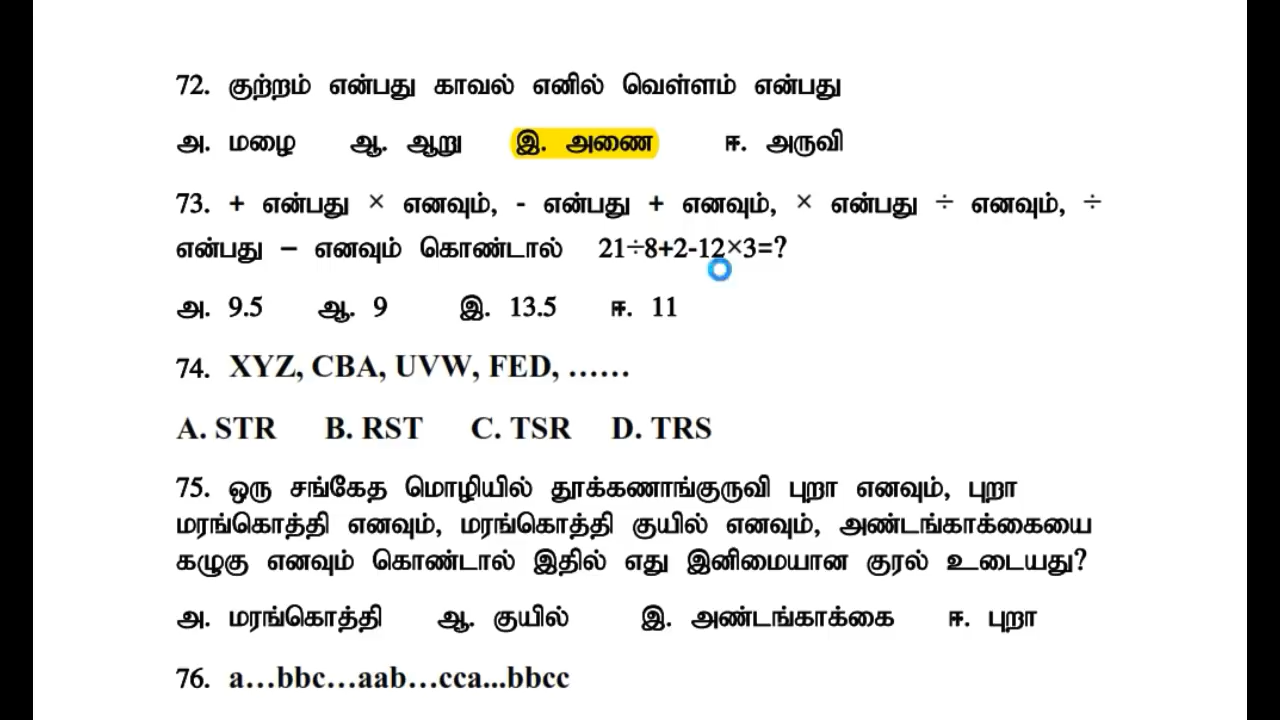 72. குற்றம் என்பது காவல் எனில் வெள்ளம் என்பது
அ. மழை ஆ. ஆறு இ. அணை ஈ. அருவி
73. + என்பது × எனவும், - என்பது + எனவும், × என்பது ÷ எனவும், ÷
என்பது – எனவும் கொண்டால் 21÷8+2-12×3=?
அ. 9.5 ஆ. 9 இ. 13.5 ஈ. 11
74. XYZ, CBA, UVW, FED, ……
A. STR B. RST C. TSR D. TRS
75. ஒரு சங்கேத மொழியில் தூக்கணாங்குருவி புறா எனவும், புறா
மரங்கொத்தி எனவும், மரங்கொத்தி குயில் எனவும், அண்டங்காக்கையை
கழுகு எனவும் கொண்டால் இதில் எது இனிமையான குரல் உடையது?
அ. மரங்கொத்தி ஆ. குயில் இ. அண்டங்காக்கை ஈ. புறா
76. a…bbc…aab…cca...bbcc